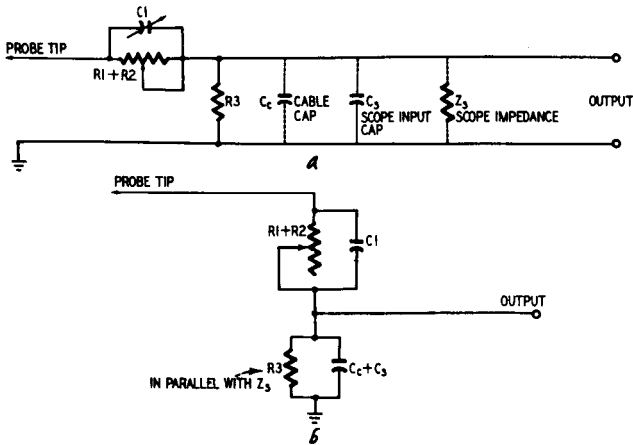 C1
PROBE TIP
R1+R2
R3
Cc
CABLE
CAP
C3
SCOPE INPUT
CAP
Z3
SCOPE IMPEDANCE
OUTPUT
a
PROBE TIP
R1+R2
C1
OUTPUT
R3
IN PARALLEL WITH Z3
Cc+C3
b